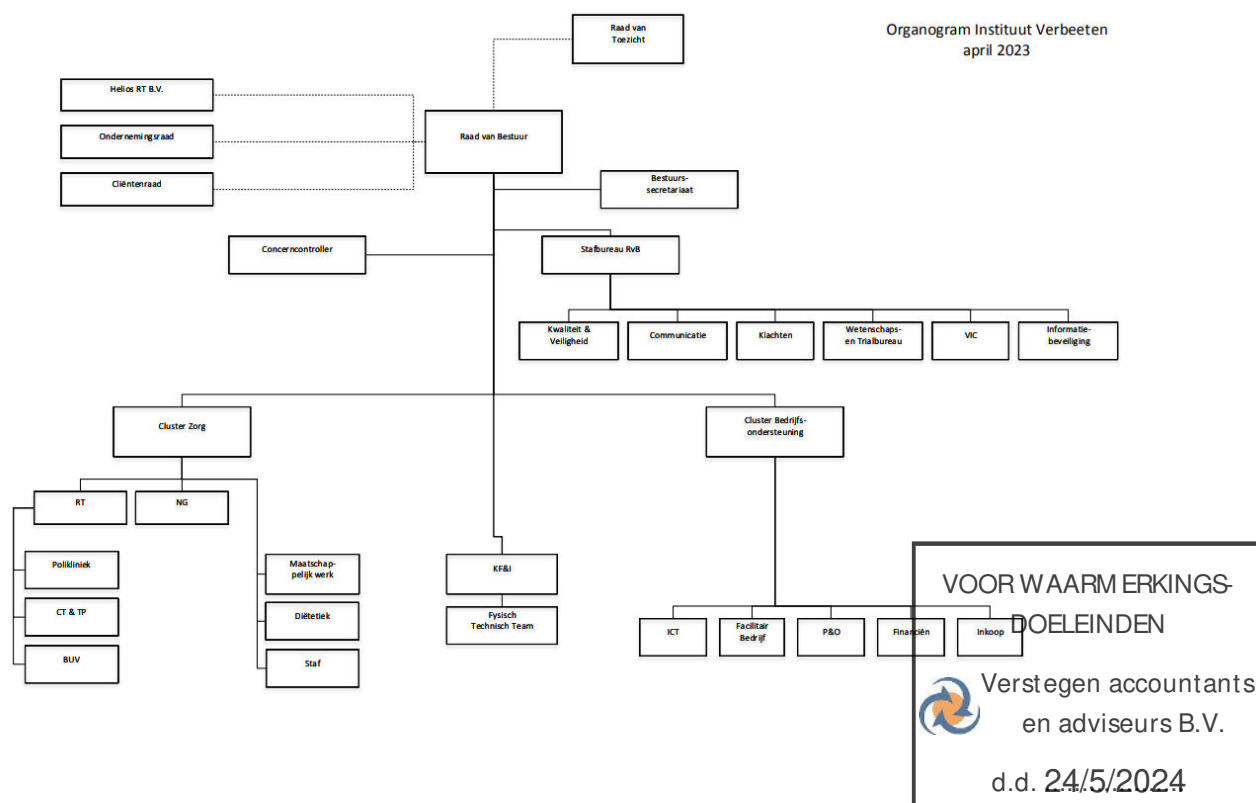 Organogram Instituut Verbeeten
april 2023
Raad van
Toezicht
Helios RT B.V.
Ondernemingsraad
Raad van Bestuur
Cliëntenraad
Bestuurs-
secretariaat
Concerncontroller
Stafbureau RvB
Kwaliteit &
Veiligheid
Communicatie
Klachten
Wetenschaps-
en Trialbureau
VIC
Informatie-
beveiliging
Cluster Zorg
Cluster Bedrijfs-
ondersteuning
RT
NG
Polikliniek
CT & TP
BUV
Maatschap-
pelijk werk
Diëtetiek
Staf
KF&I
Fysisch
Technisch Team
ICT
Facilitair
Bedrijf
P&O
Financiën
Inkoop
VOOR WAARMERKINGS-
DOELEINDEN
Verstegen accountants
en adviseurs B.V.
d.d. 24/5/2024